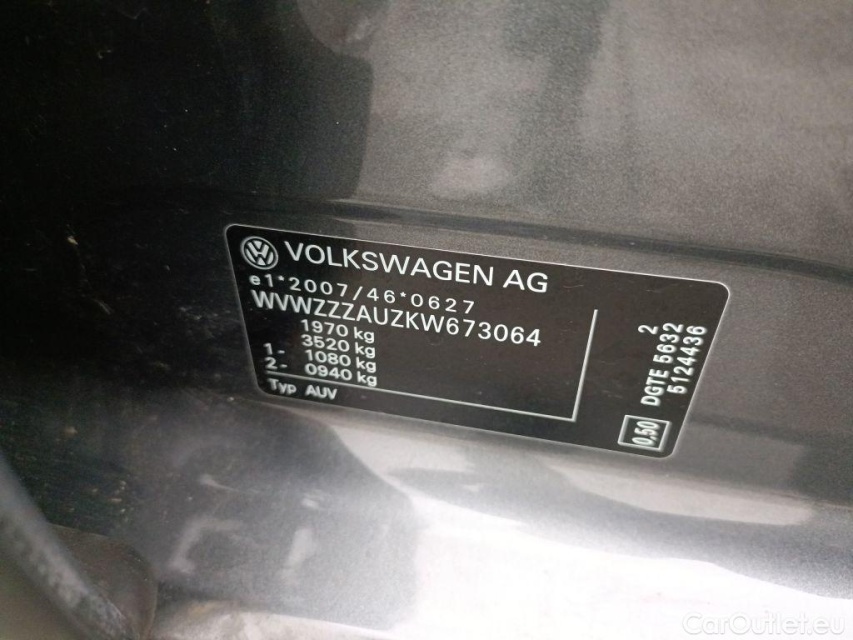 VOLKSWAGEN AG
e1*2007/46*0627
WVWZZZAUZKW673064
1970 kg
3520 kg
1- 1080 kg
2- 0940 kg
Typ AUV
2
DGTE 5632
5124436
0,50
CarOutlet.eu